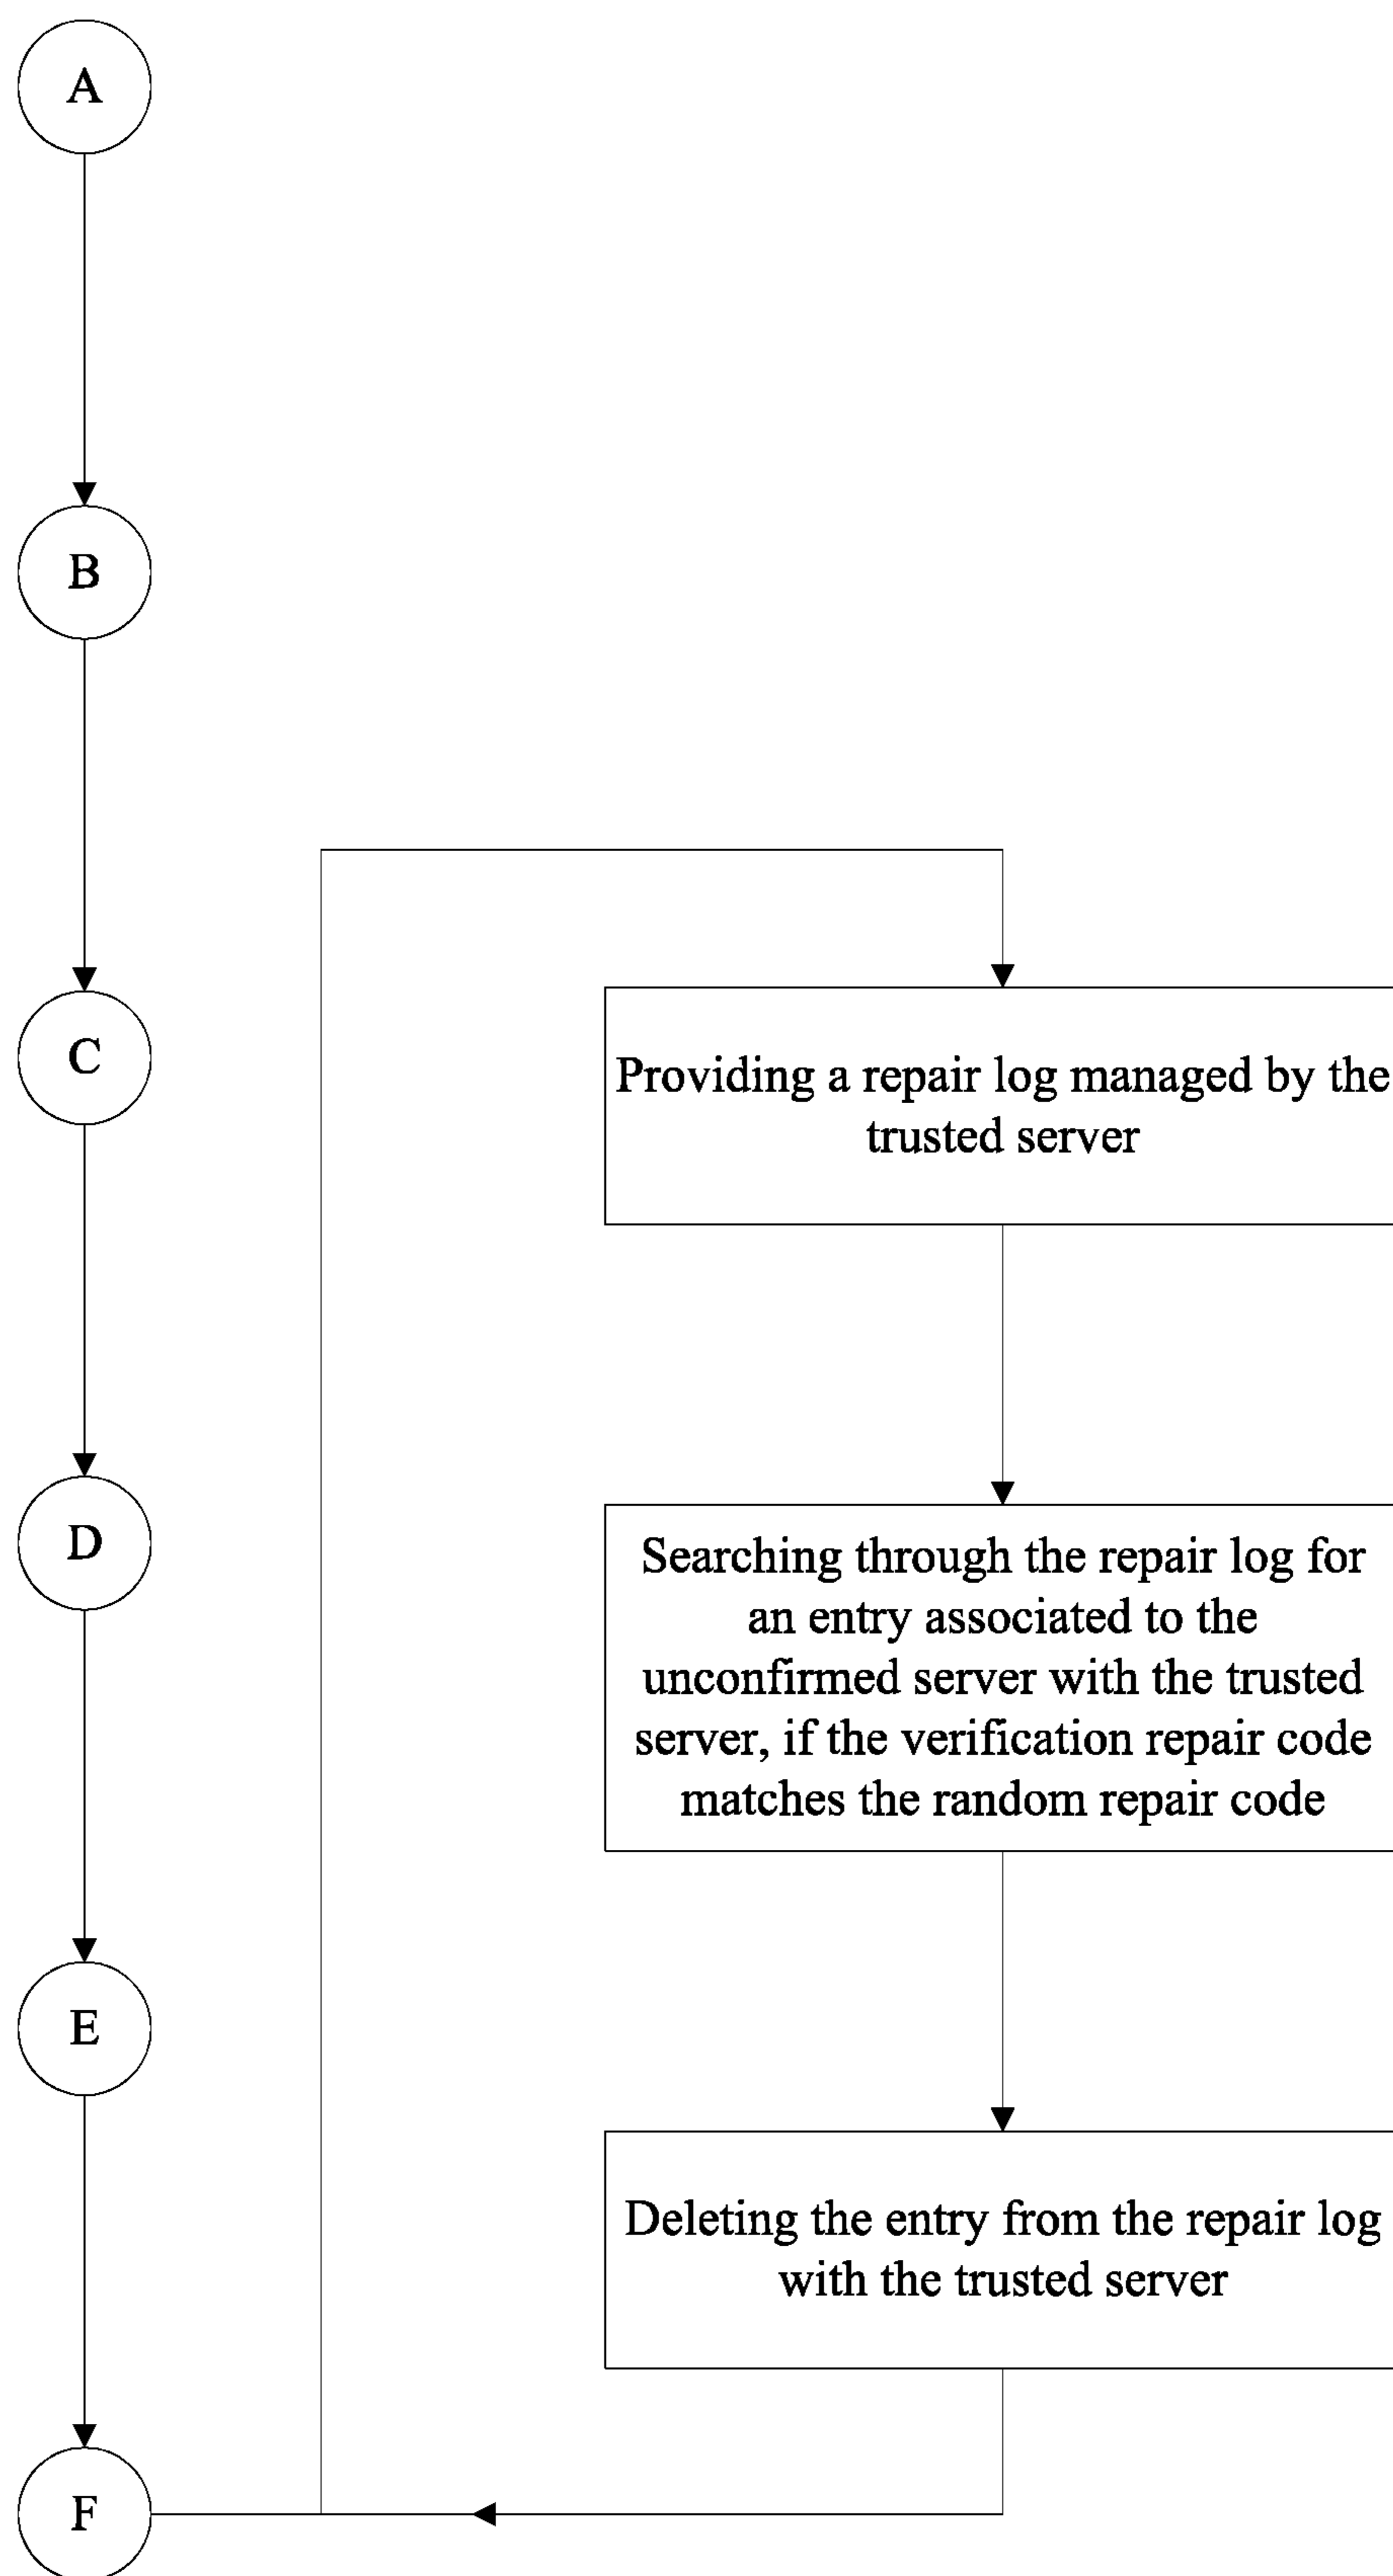 A
B
C
Providing a repair log managed by the
trusted server
D
Searching through the repair log for
an entry associated to the
unconfirmed server with the trusted
server, if the verification repair code
matches the random repair code
E
Deleting the entry from the repair log
with the trusted server
F